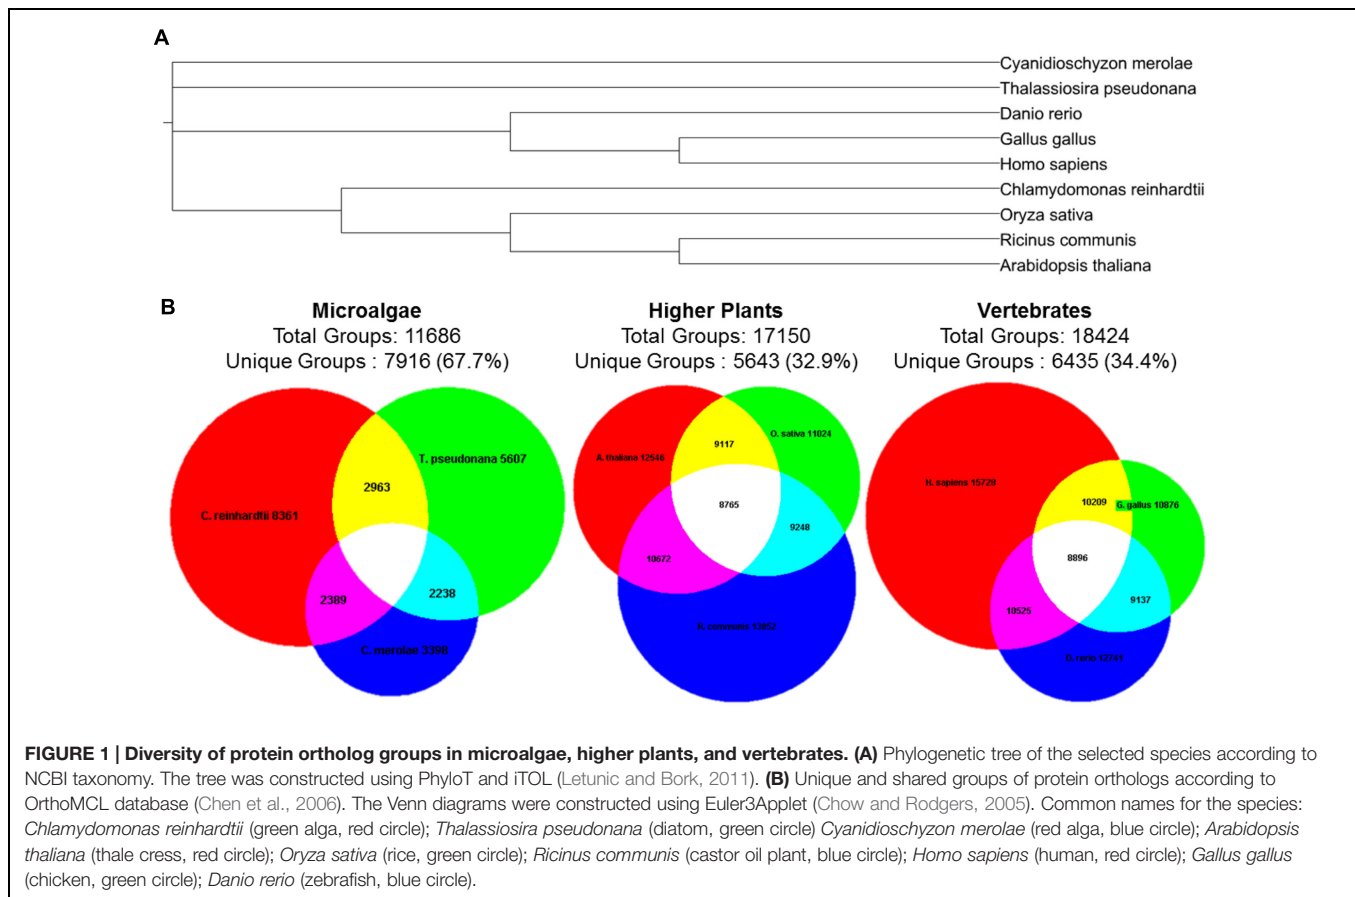 A
Cyanidioschyzon merolae
Thalassiosira pseudonana
Danio rerio
Gallus gallus
Homo sapiens
Chlamydomonas reinhardtii
Oryza sativa
Ricinus communis
Arabidopsis thaliana
B
Microalgae
Total Groups: 11686
Unique Groups : 7916 (67.7%)
Higher Plants
Total Groups: 17150
Unique Groups : 5643 (32.9%)
Vertebrates
Total Groups: 18424
Unique Groups : 6435 (34.4%)
T. pseudonana 5607
2963
C. reinhardtii 8361
2389
2238
C. merolae 3398
O. sativa 11024
9117
A. thaliana 12546
8765
9248
10672
R. communis 13052
H. sapiens 15728
10209
G. gallus 10876
8896
9137
10525
D. rerio 12741
FIGURE 1 | Diversity of protein ortholog groups in microalgae, higher plants, and vertebrates. (A) Phylogenetic tree of the selected species according to
NCBI taxonomy. The tree was constructed using PhyloT and iTOL (Letunic and Bork, 2011). (B) Unique and shared groups of protein orthologs according to
OrthoMCL database (Chen et al., 2006). The Venn diagrams were constructed using Euler3Applet (Chow and Rodgers, 2005). Common names for the species:
Chlamydomonas reinhardtii (green alga, red circle); Thalassiosira pseudonana (diatom, green circle) Cyanidioschyzon merolae (red alga, blue circle); Arabidopsis
thaliana (thale cress, red circle); Oryza sativa (rice, green circle); Ricinus communis (castor oil plant, blue circle); Homo sapiens (human, red circle); Gallus gallus
(chicken, green circle); Danio rerio (zebrafish, blue circle).